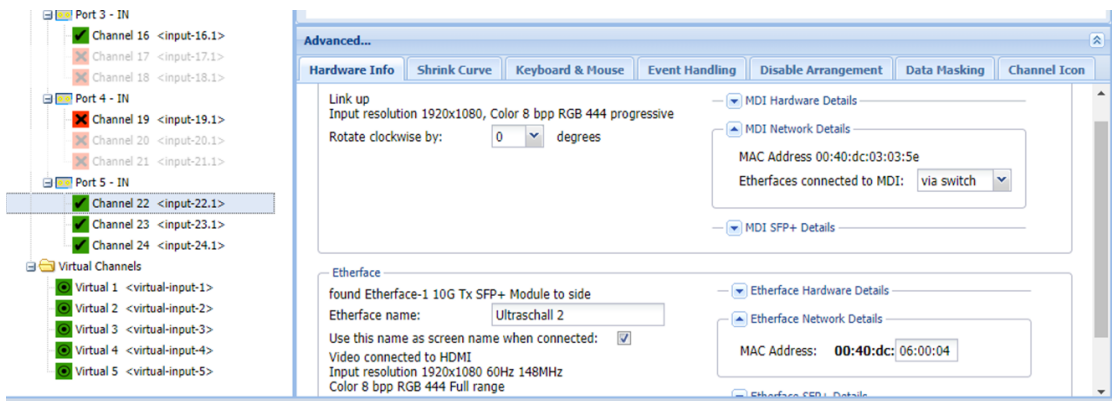 Port 3 - IN
Channel 16 <input-16.1>
Channel 17 <input-17.1>
Channel 18 <input-18.1>
Port 4 - IN
Channel 19 <input-19.1>
Channel 20 <input-20.1>
Channel 21 <input-21.1>
Port 5 - IN
Channel 22 <input-22.1>
Channel 23 <input-23.1>
Channel 24 <input-24.1>
Virtual Channels
Virtual 1 <virtual-input-1>
Virtual 2 <virtual-input-2>
Virtual 3 <virtual-input-3>
Virtual 4 <virtual-input-4>
Virtual 5 <virtual-input-5>
Advanced...
Hardware Info Shrink Curve Keyboard & Mouse Event Handling Disable Arrangement Data Masking Channel Icon
Link up
Input resolution 1920x1080, Color 8 bpp RGB 444 progressive
Rotate clockwise by: 0 degrees
MDI Hardware Details
MDI Network Details
MAC Address 00:40:dc:03:03:5e
Etherfaces connected to MDI: via switch
MDI SFP+ Details
Etherface
found Etherface-1 10G Tx SFP+ Module to side
Etherface name: Ultraschall 2
Use this name as screen name when connected:
Video connected to HDMI
Input resolution 1920x1080 60Hz 148MHz
Color 8 bpp RGB 444 Full range
Etherface Hardware Details
Etherface Network Details
MAC Address: 00:40:dc: 06:00:04
Etherface SFP+ Details